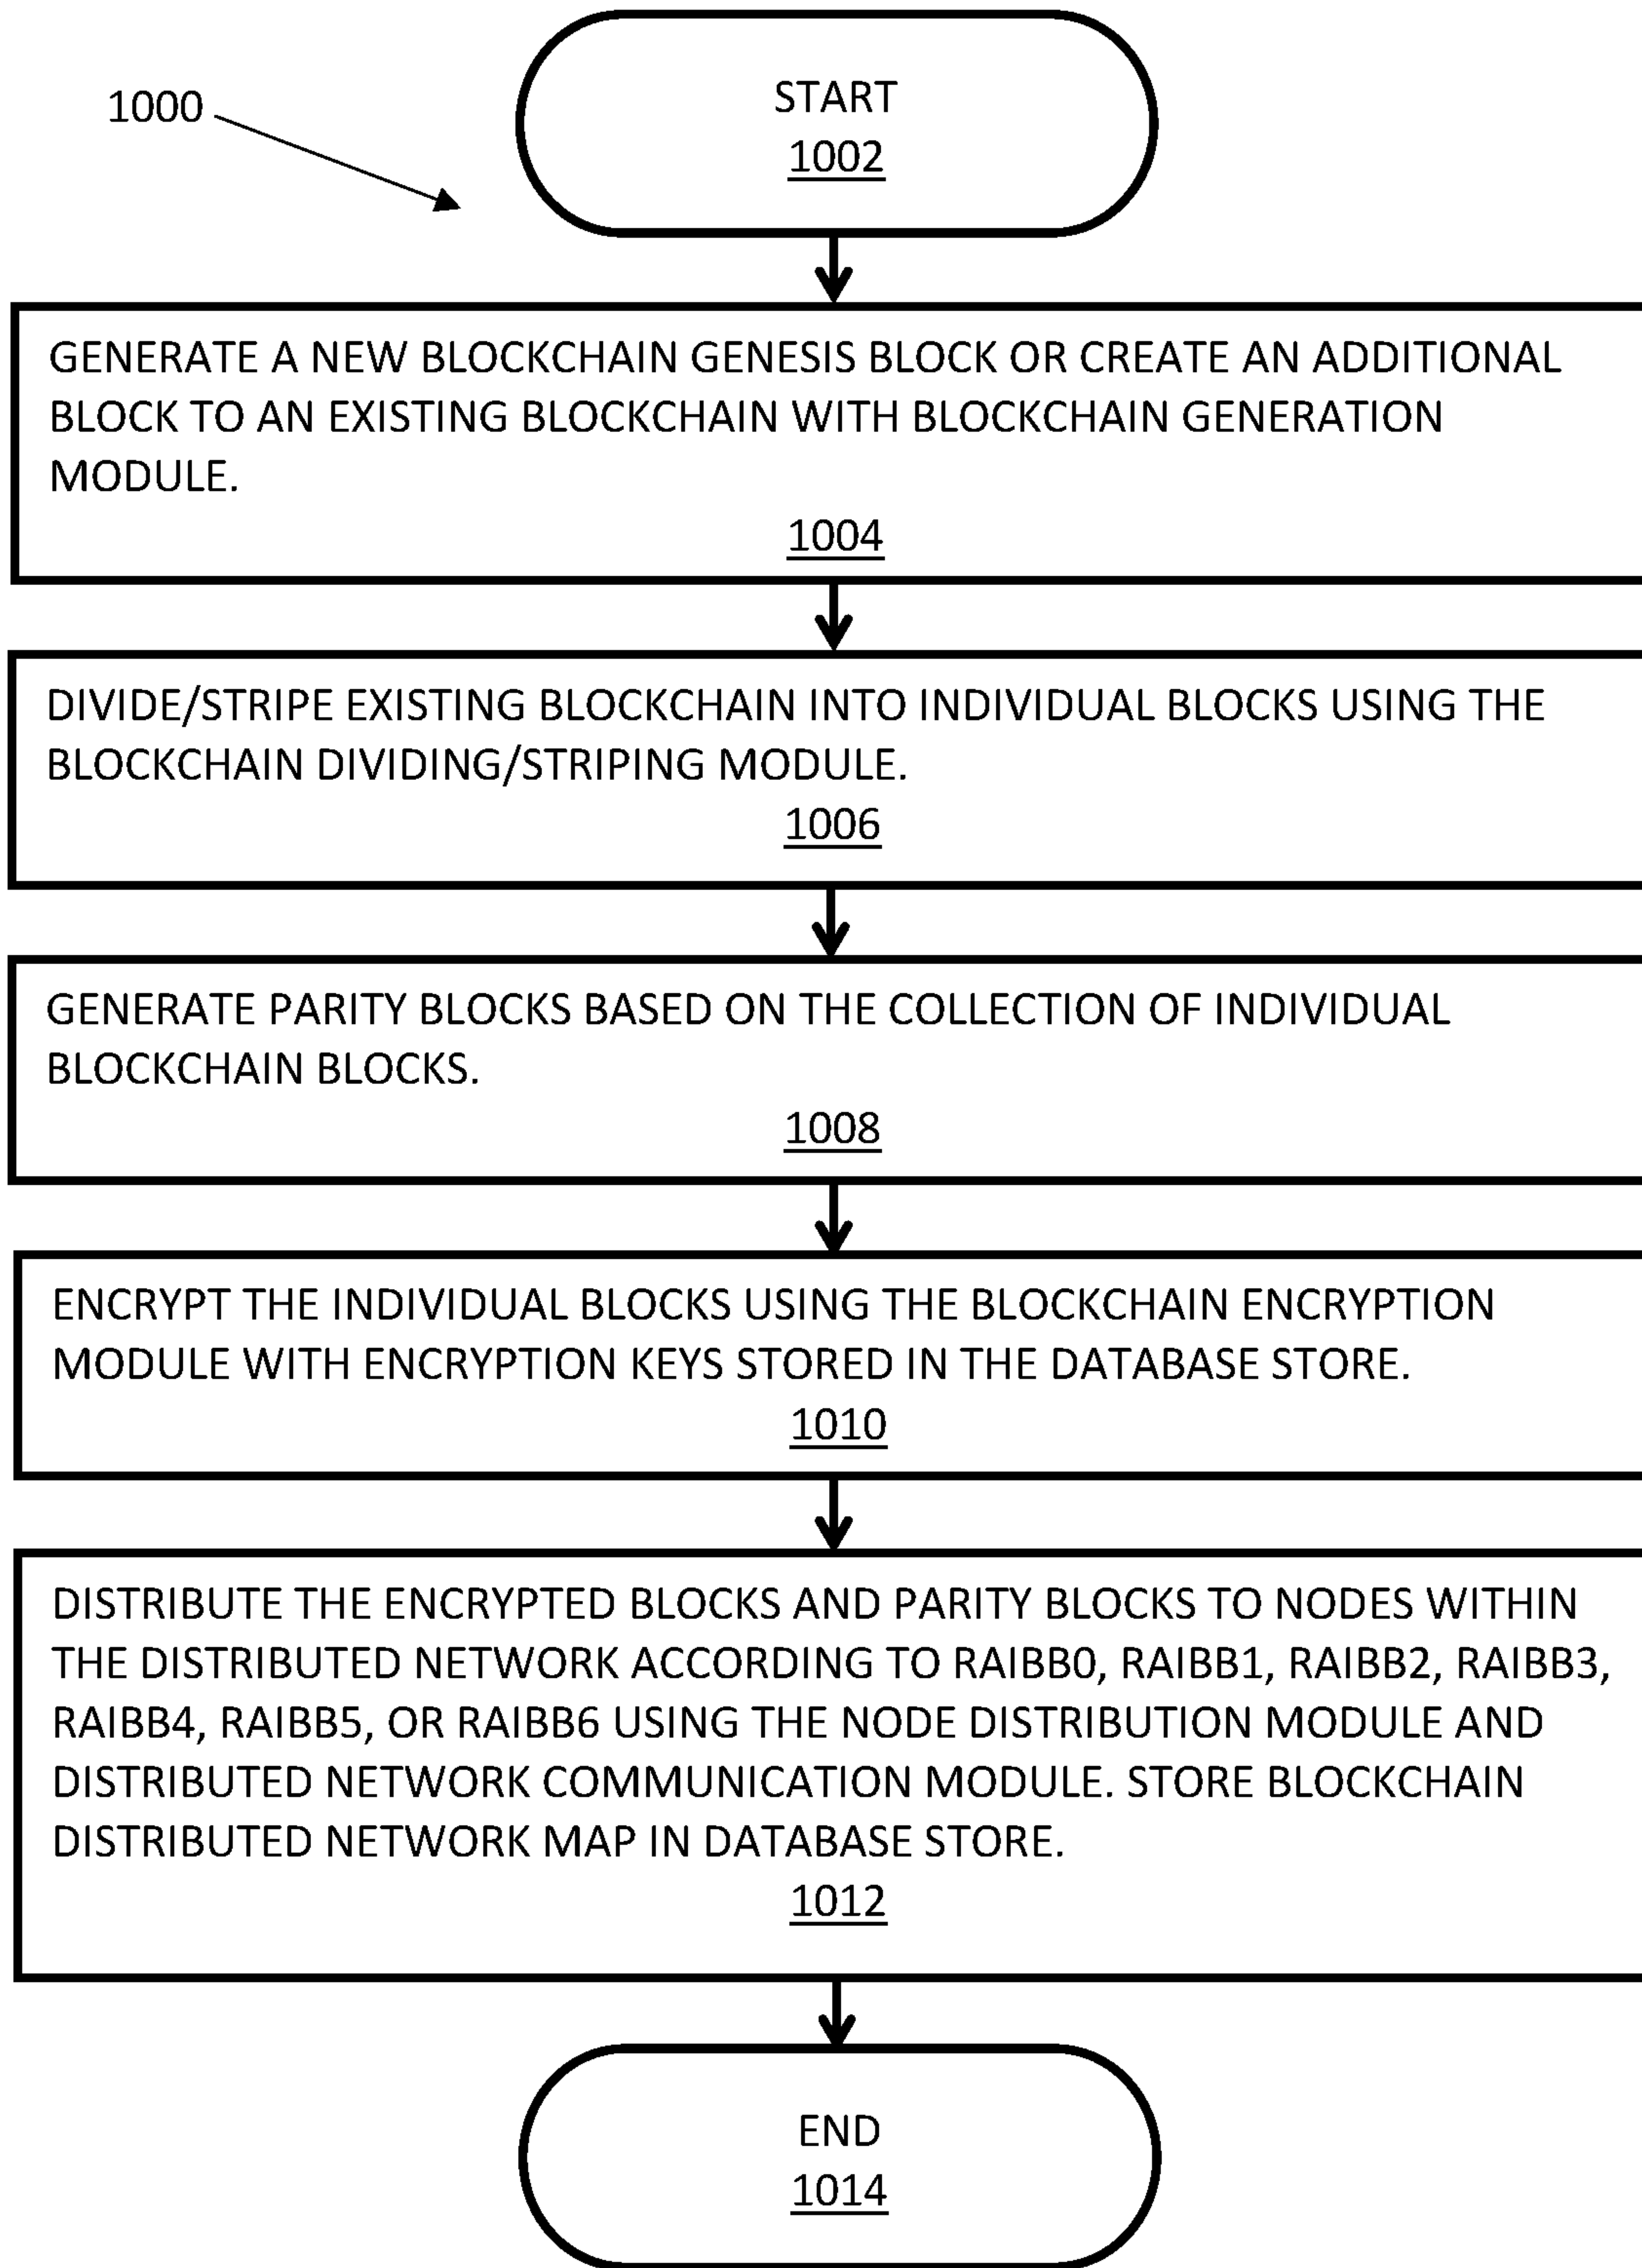 1000
START
1002
GENERATE A NEW BLOCKCHAIN GENESIS BLOCK OR CREATE AN ADDITIONAL
BLOCK TO AN EXISTING BLOCKCHAIN WITH BLOCKCHAIN GENERATION
MODULE.
1004
DIVIDE/STRIPE EXISTING BLOCKCHAIN INTO INDIVIDUAL BLOCKS USING THE
BLOCKCHAIN DIVIDING/STRIPING MODULE.
1006
GENERATE PARITY BLOCKS BASED ON THE COLLECTION OF INDIVIDUAL
BLOCKCHAIN BLOCKS.
1008
ENCRYPT THE INDIVIDUAL BLOCKS USING THE BLOCKCHAIN ENCRYPTION
MODULE WITH ENCRYPTION KEYS STORED IN THE DATABASE STORE.
1010
DISTRIBUTE THE ENCRYPTED BLOCKS AND PARITY BLOCKS TO NODES WITHIN
THE DISTRIBUTED NETWORK ACCORDING TO RAIBB0, RAIBB1, RAIBB2, RAIBB3,
RAIBB4, RAIBB5, OR RAIBB6 USING THE NODE DISTRIBUTION MODULE AND
DISTRIBUTED NETWORK COMMUNICATION MODULE. STORE BLOCKCHAIN
DISTRIBUTED NETWORK MAP IN DATABASE STORE.
1012
END
1014